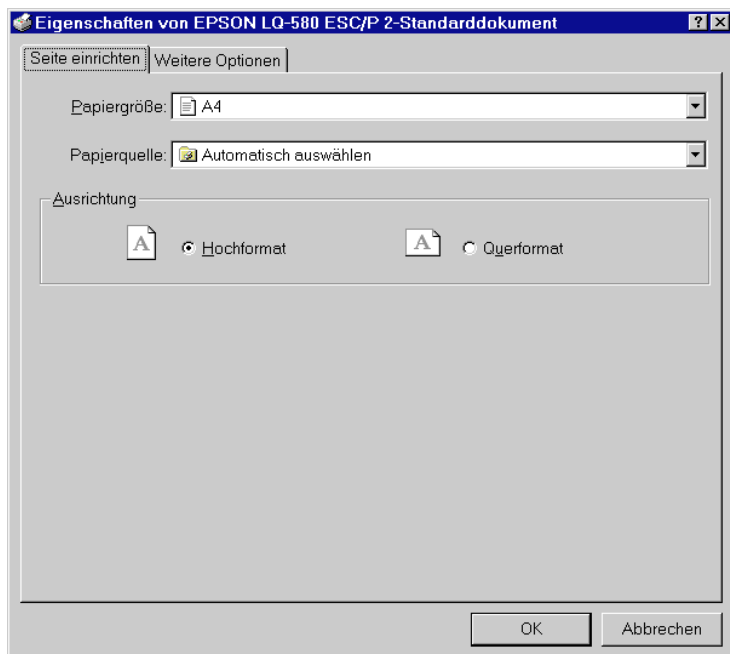 Eigenschaften von EPSON LQ-580 ESC/P 2-Standarddokument
Seite einrichten Weitere Optionen
Papiergröße: A4
Papierquelle: Automatisch auswählen
Ausrichtung
A Hochformat A Querformat
OK Abbrechen